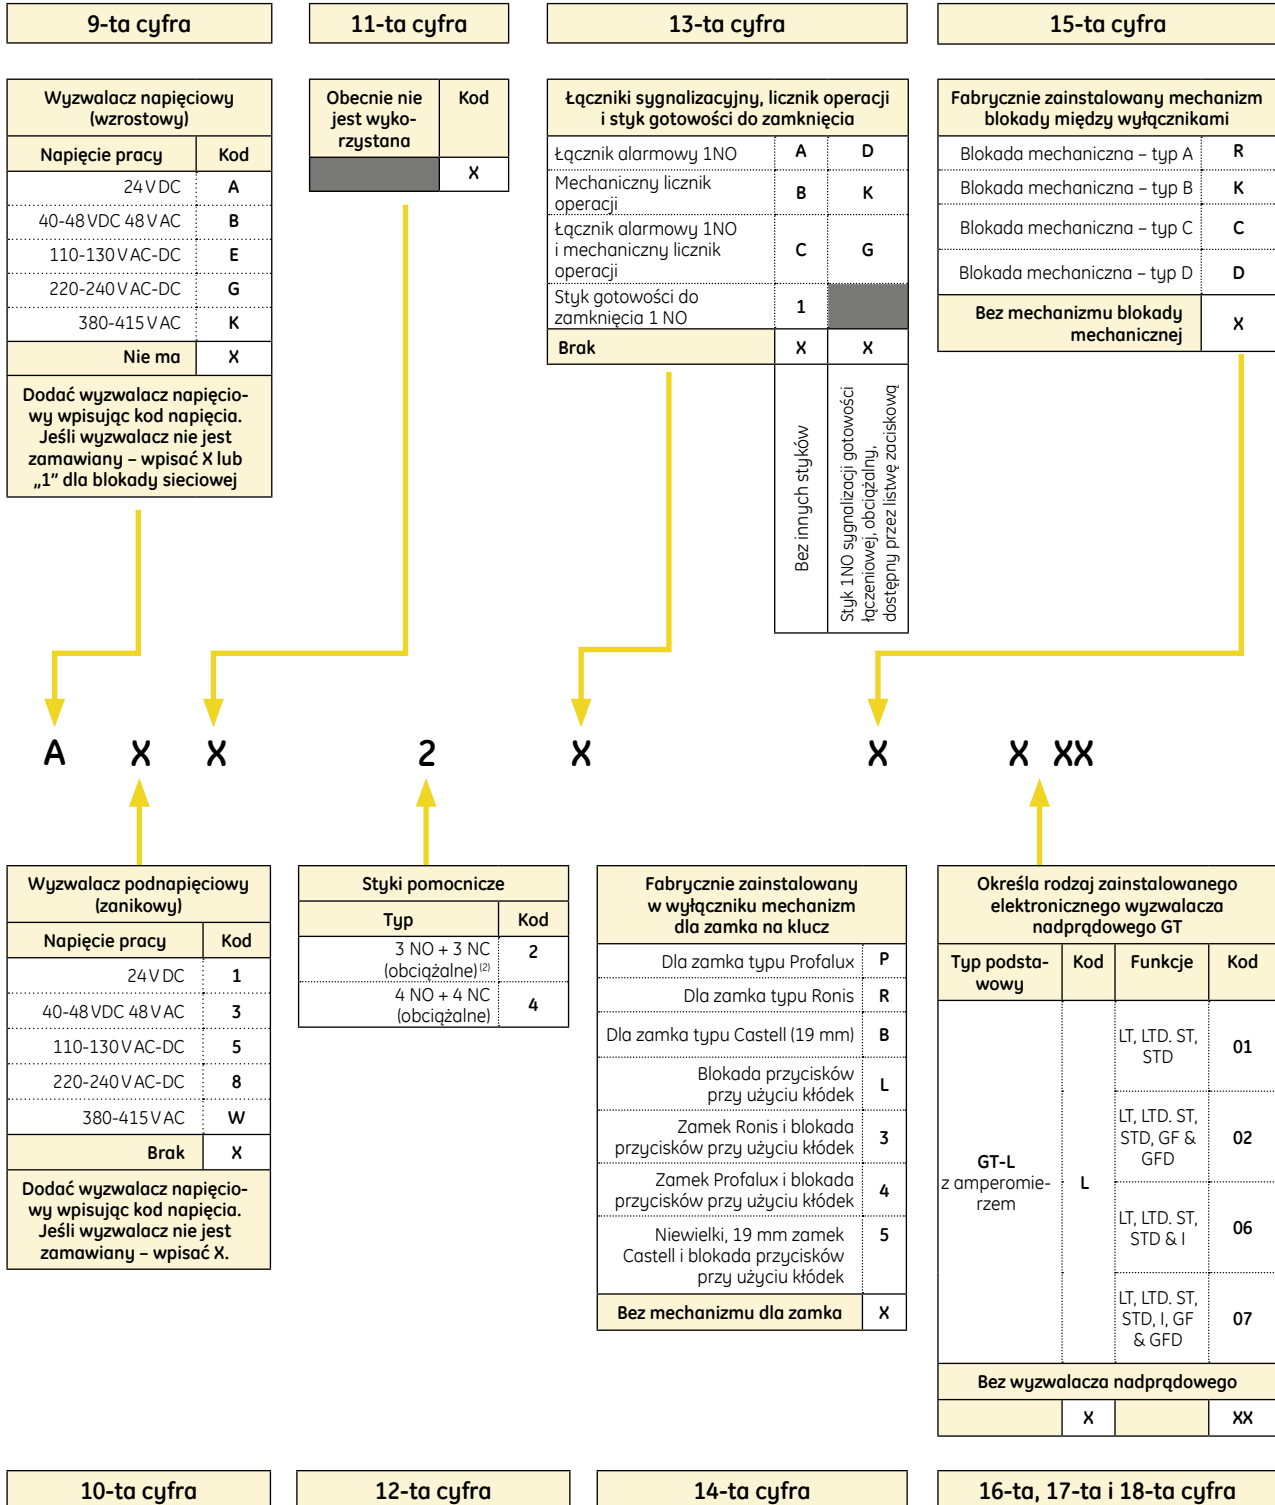 9-ta cyfra
11-ta cyfra
13-ta cyfra
15-ta cyfra
Wyzwalacz napięciowy
(wzrostowy)
Napięcie pracy Kod
24 V DC A
40-48 VDC 48 V AC B
110-130 V AC-DC E
220-240 V AC-DC G
380-415 V AC K
Nie ma X
Dodać wyzwalacz napięcio-
wy wpisując kod napięcia.
Jeśli wyzwalacz nie jest
zamawiany – wpisać X lub
„1” dla blokady sieciowej
Obecnie nie Kod
jest wyko-
rzystana
X
Łączniki sygnalizacyjny, licznik operacji
i styk gotowości do zamknięcia
Łącznik alarmowy 1NO A D
Mechaniczny licznik
operacji B K
Łącznik alarmowy 1NO
i mechaniczny licznik
operacji C G
Styk gotowości do
zamknięcia 1 NO 1
Brak X X
Bez innych styków
Styk 1 NO sygnalizacji gotowości
łączeniowej, obciążalny,
dostępny przez listwę zaciskową
Fabrycznie zainstalowany mechanizm
blokady między wyłącznikami
Blokada mechaniczna – typ A R
Blokada mechaniczna – typ B K
Blokada mechaniczna – typ C C
Blokada mechaniczna – typ D D
Bez mechanizmu blokady
mechanicznej X
A X X 2 X X X XX
Wyzwalacz podnapięciowy
(zanikowy)
Napięcie pracy Kod
24 V DC 1
40-48 VDC 48 V AC 3
110-130 V AC-DC 5
220-240 V AC-DC 8
380-415 V AC W
Brak X
Dodać wyzwalacz napięcio-
wy wpisując kod napięcia.
Jeśli wyzwalacz nie jest
zamawiany – wpisać X.
Styki pomocnicze
Typ Kod
3 NO + 3 NC 2
(obciążalne) (2)
4 NO + 4 NC
(obciążalne) 4
Fabrycznie zainstalowany
w wyłączniku mechanizm
dla zamka na klucz
Dla zamka typu Profalux P
Dla zamka typu Ronis R
Dla zamka typu Castell (19 mm) B
Blokada przycisków
przy użyciu kłódek L
Zamek Ronis i blokada
przycisków przy użyciu kłódek 3
Zamek Profalux i blokada
przycisków przy użyciu kłódek 4
Niewielki, 19 mm zamek 5
Castell i blokada przycisków
przy użyciu kłódek
Bez mechanizmu dla zamka X
Określa rodzaj zainstalowanego
elektronicznego wyzwalacza
nadprądowego GT
Typ podsta- Kod Funkcje Kod
wowy
GT-L
z amperomie-
rzem
L
LT, LTD. ST,
STD 01
LT, LTD. ST,
STD, GF &
GFD 02
LT, LTD. ST,
STD & I 06
LT, LTD. ST,
STD, I, GF
& GFD 07
Bez wyzwalacza nadprądowego
X XX
10-ta cyfra
12-ta cyfra
14-ta cyfra
16-ta, 17-ta i 18-ta cyfra